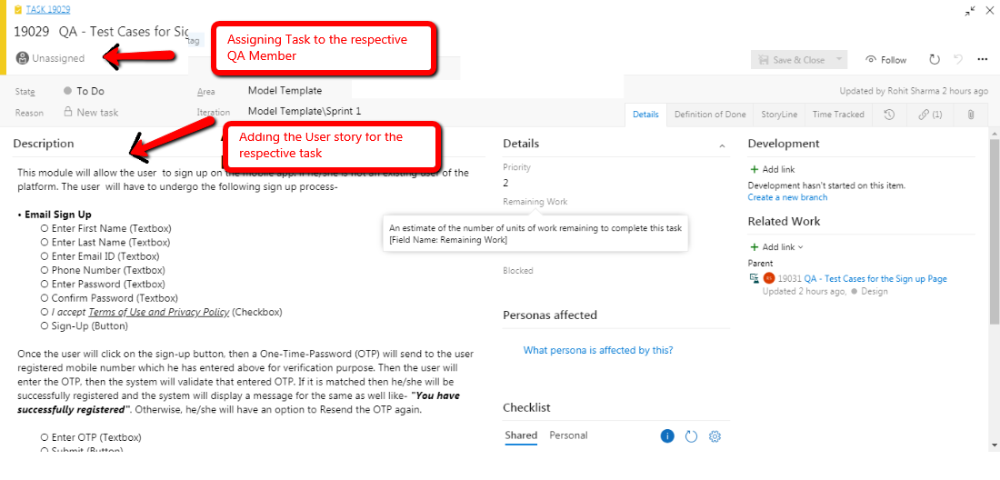 TASK 19029
19029 QA - Test Cases for Sig
tag
Assigning Task to the respective
QA Member
Unassigned
Save & Close
Follow
State
To Do
Area
Model Template
Updated by Rohit Sharma 2 hours ago
Reason
New task
Iteration
Model Template\Sprint 1
Details
Definition of Done
StoryLine
Time Tracked
(1)
Adding the User story for the
respective task
Description
This module will allow the user to sign up on the mobile app. If he/she is not an existing user of the
platform. The user will have to undergo the following sign up process-
• Email Sign Up
O Enter First Name (Textbox)
O Enter Last Name (Textbox)
O Enter Email ID (Textbox)
O Phone Number (Textbox)
O Enter Password (Textbox)
O Confirm Password (Textbox)
O I accept Terms of Use and Privacy Policy (Checkbox)
O Sign-Up (Button)
Once the user will click on the sign-up button, then a One-Time-Password (OTP) will send to the user
registered mobile number which he has entered above for verification purpose. Then the user will
enter the OTP, then the system will validate that entered OTP. If it is matched then he/she will be
successfully registered and the system will display a message for the same as well like- "You have
successfully registered". Otherwise, he/she will have an option to Resend the OTP again.
O Enter OTP (Textbox)
O Submit (Button)
Details
Priority
2
Remaining Work
An estimate of the number of units of work remaining to complete this task
[Field Name: Remaining Work]
Blocked
Personas affected
What persona is affected by this?
Checklist
Shared
Personal
Development
+ Add link
Development hasn't started on this item.
Create a new branch
Related Work
+ Add link
Parent
19031 QA - Test Cases for the Sign up Page
Updated 2 hours ago, Design